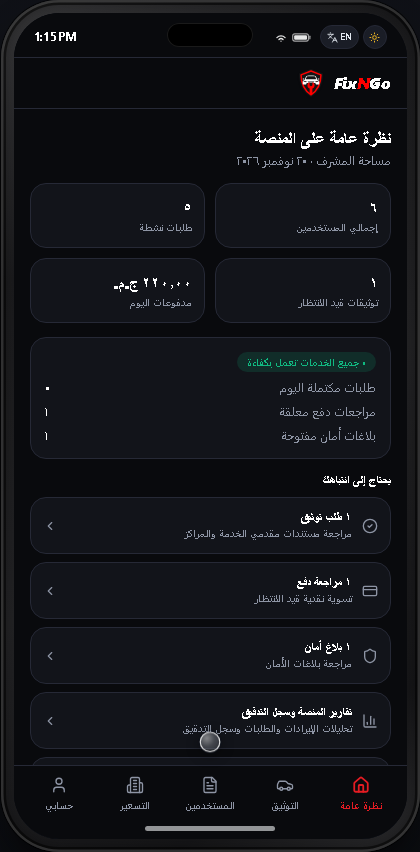 1:15 PM
EN
FixNGo
نظرة عامة على المنصة
مساحة المشرف · ٢٠ نوفمبر ٢٠٢٦
٦
إجمالي المستخدمين
٥
طلبات نشطة
١
توثيقات قيد الانتظار
٢٢٠٫٠٠ ج.م.
مدفوعات اليوم
• جميع الخدمات تعمل بكفاءة
طلبات مكتملة اليوم ٠
مراجعات دفع معلقة ١
بلاغات أمان مفتوحة ١
يحتاج إلى انتباهك
١ طلب توثيق
مراجعة مستندات مقدمي الخدمة والمراكز
١ مراجعة دفع
تسوية نقدية قيد الانتظار
١ بلاغ أمان
مراجعة بلاغات الأمان
تقارير المنصة وسجل التدقيق
تحليلات الإيرادات والطلبات وسجل التدقيق
نظرة عامة
التوثيق
المستخدمين
التسعير
حسابي